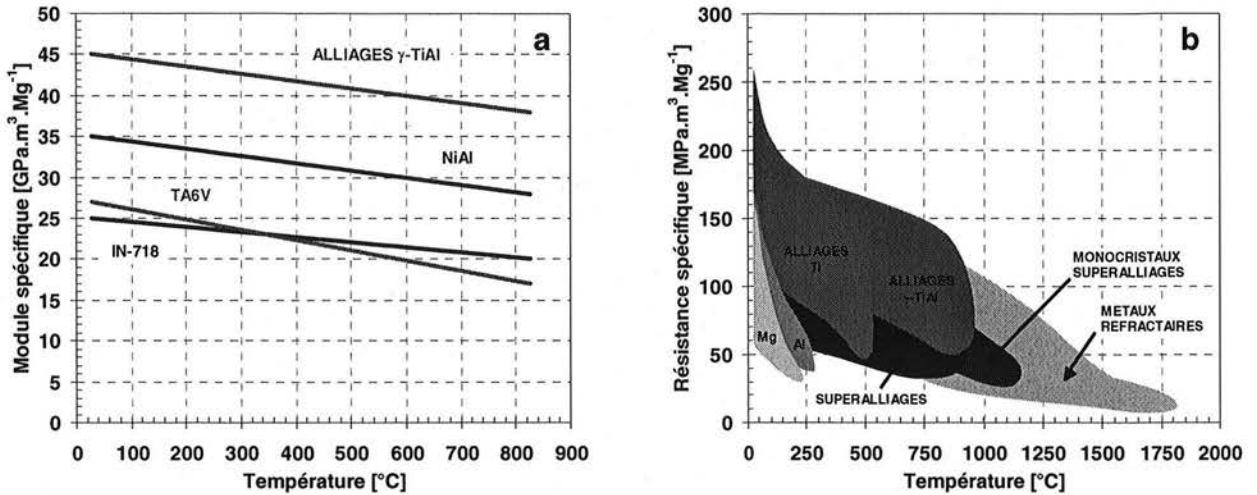 a
Module spécifique [GPa.m³.Mg⁻¹]
50
45
40
35
30
25
20
15
10
5
0
ALLIAGES γ-TiAl
NiAl
TA6V
IN-718
0 100 200 300 400 500 600 700 800 900
Température [°C]
b
Résistance spécifique [MPa.m³.Mg⁻¹]
300
250
200
150
100
50
0
ALLIAGES
Ti
ALLIAGES
γ-TiAl
MONOCRISTAUX
SUPERALLIAGES
METAUX
REFRACTAIRES
Mg
Al
SUPERALLIAGES
0 250 500 750 1000 1250 1500 1750 2000
Température [°C]